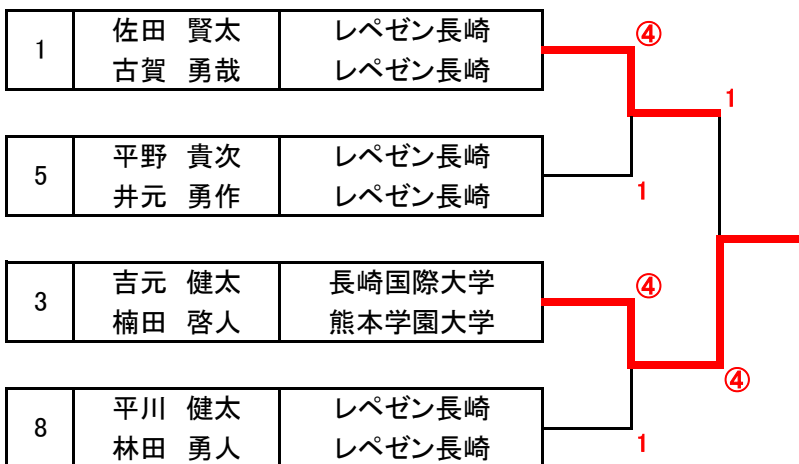 1 佐田 賢太 レペゼン長崎 ④
古賀 勇哉 レペゼン長崎
1
5 平野 貴次 レペゼン長崎
井元 勇作 レペゼン長崎 1
3 吉元 健太 長崎国際大学 ④
楠田 啓人 熊本学園大学
④
8 平川 健太 レペゼン長崎
林田 勇人 レペゼン長崎 1